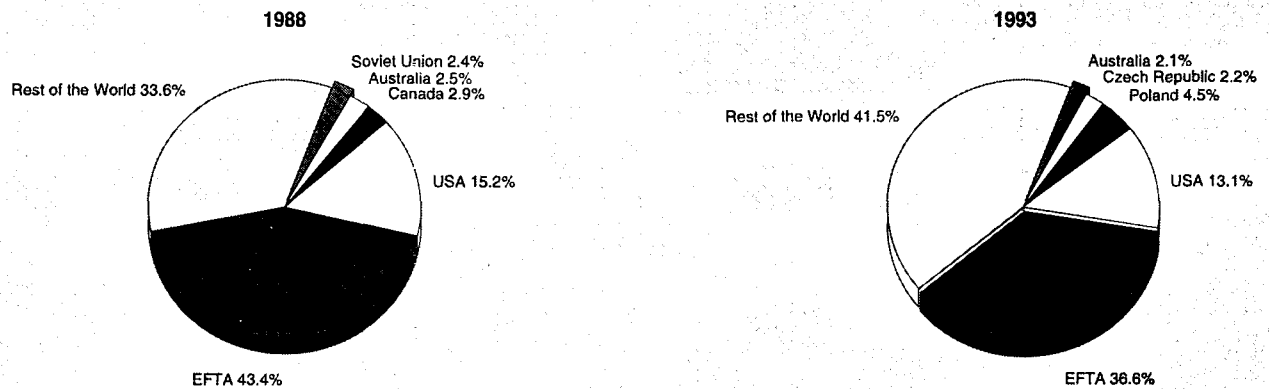 1988
Soviet Union 2.4%
Australia 2.5%
Canada 2.9%
Rest of the World 33.6%
USA 15.2%
EFTA 43.4%
1993
Australia 2.1%
Czech Republic 2.2%
Poland 4.5%
Rest of the World 41.5%
USA 13.1%
EFTA 36.6%